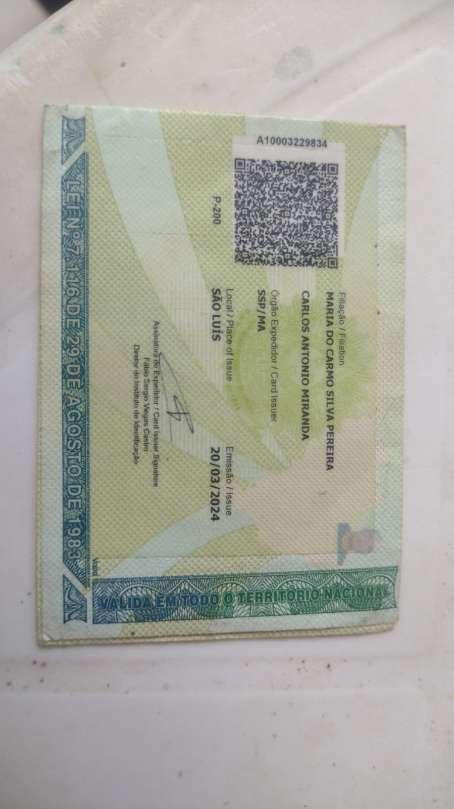 VÁLIDA EM TODO O TERRITÓRIO NACIONAL
A10003229834
P-200
Filiação / Filiation
MARIA DO CARMO SILVA PEREIRA
CARLOS ANTONIO MIRANDA
Órgão Expedidor / Card Issuer
SSP/MA
Local / Place of Issue
SÃO LUÍS
Emissão / Issue
20/03/2024
Assinatura do Expedidor / Card Issuer Signature
Fábio Sergio Viegas Castro
Diretor do Instituto de Identificação
LEI Nº 7.116 DE 29 DE AGOSTO DE 1983